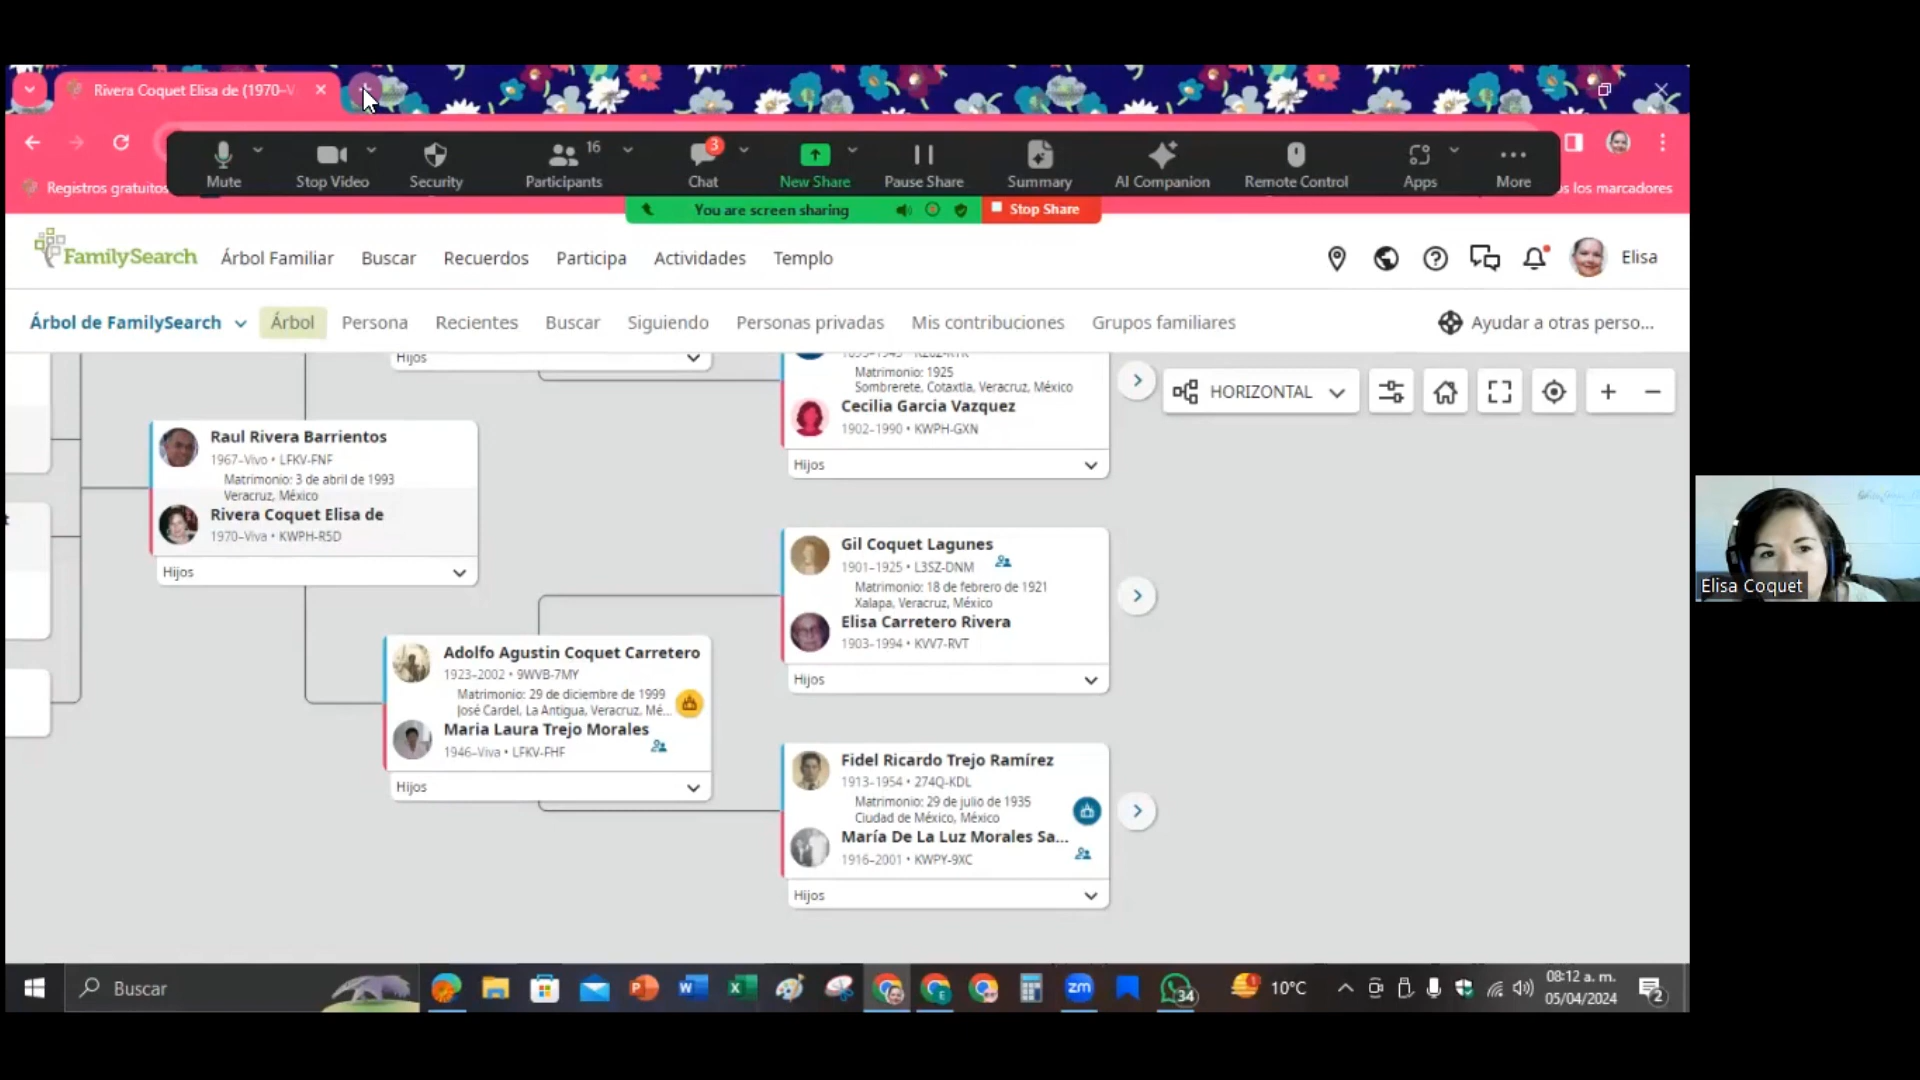 Rivera Coquet Elisa de (1970–V
Registros gratuitos
Mute
Stop Video
Security
16
Participants
3
Chat
New Share
Pause Share
Summary
AI Companion
Remote Control
Apps
More
s los marcadores
You are screen sharing
Stop Share
FamilySearch
Árbol Familiar
Buscar
Recuerdos
Participa
Actividades
Templo
Elisa
Árbol de FamilySearch
Árbol
Persona
Recientes
Buscar
Siguiendo
Personas privadas
Mis contribuciones
Grupos familiares
Ayudar a otras perso...
Hijos
Matrimonio: 1925
Sombrerete, Cotaxtla, Veracruz, México
Cecilia Garcia Vazquez
1902–1990 • KWPH-GXN
Hijos
HORIZONTAL
Raul Rivera Barrientos
1967–Vivo • LFKV-FNF
Matrimonio: 3 de abril de 1993
Veracruz, México
Rivera Coquet Elisa de
1970–Viva • KWPH-R5D
Hijos
Gil Coquet Lagunes
1901–1925 • L3SZ-DNM
Matrimonio: 18 de febrero de 1921
Xalapa, Veracruz, México
Elisa Carretero Rivera
1903–1994 • KVV7-RVT
Hijos
Adolfo Agustin Coquet Carretero
1923–2002 • 9WVB-7MY
Matrimonio: 29 de diciembre de 1999
José Cardel, La Antigua, Veracruz, Mé...
Maria Laura Trejo Morales
1946–Viva • LFKV-FHF
Hijos
Fidel Ricardo Trejo Ramírez
1913–1954 • 274Q-KDL
Matrimonio: 29 de julio de 1935
Ciudad de México, México
María De La Luz Morales Sa...
1916–2001 • KWPY-9XC
Hijos
Elisa Coquet
Buscar
zm
34
10°C
08:12 a. m.
05/04/2024
2